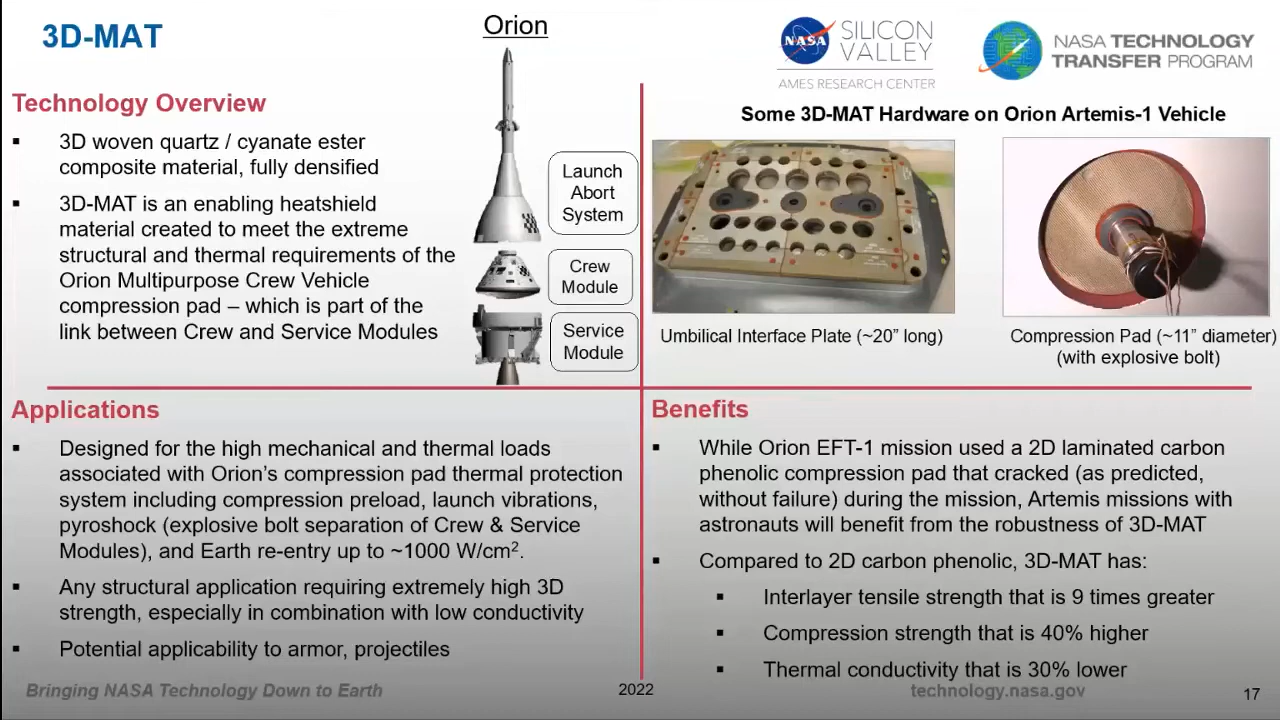 3D-MAT
Orion
NASA
SILICON
VALLEY
AMES RESEARCH CENTER
NASA TECHNOLOGY
TRANSFER PROGRAM
Technology Overview
▪ 3D woven quartz / cyanate ester
composite material, fully densified
▪ 3D-MAT is an enabling heatshield
material created to meet the extreme
structural and thermal requirements of the
Orion Multipurpose Crew Vehicle
compression pad – which is part of the
link between Crew and Service Modules
Launch
Abort
System
Crew
Module
Service
Module
Some 3D-MAT Hardware on Orion Artemis-1 Vehicle
Umbilical Interface Plate (~20” long)
Compression Pad (~11” diameter)
(with explosive bolt)
Applications
▪ Designed for the high mechanical and thermal loads
associated with Orion’s compression pad thermal protection
system including compression preload, launch vibrations,
pyroshock (explosive bolt separation of Crew & Service
Modules), and Earth re-entry up to ~1000 W/cm².
▪ Any structural application requiring extremely high 3D
strength, especially in combination with low conductivity
▪ Potential applicability to armor, projectiles
Benefits
▪ While Orion EFT-1 mission used a 2D laminated carbon
phenolic compression pad that cracked (as predicted,
without failure) during the mission, Artemis missions with
astronauts will benefit from the robustness of 3D-MAT
▪ Compared to 2D carbon phenolic, 3D-MAT has:
▪ Interlayer tensile strength that is 9 times greater
▪ Compression strength that is 40% higher
▪ Thermal conductivity that is 30% lower
Bringing NASA Technology Down to Earth
2022
technology.nasa.gov
17